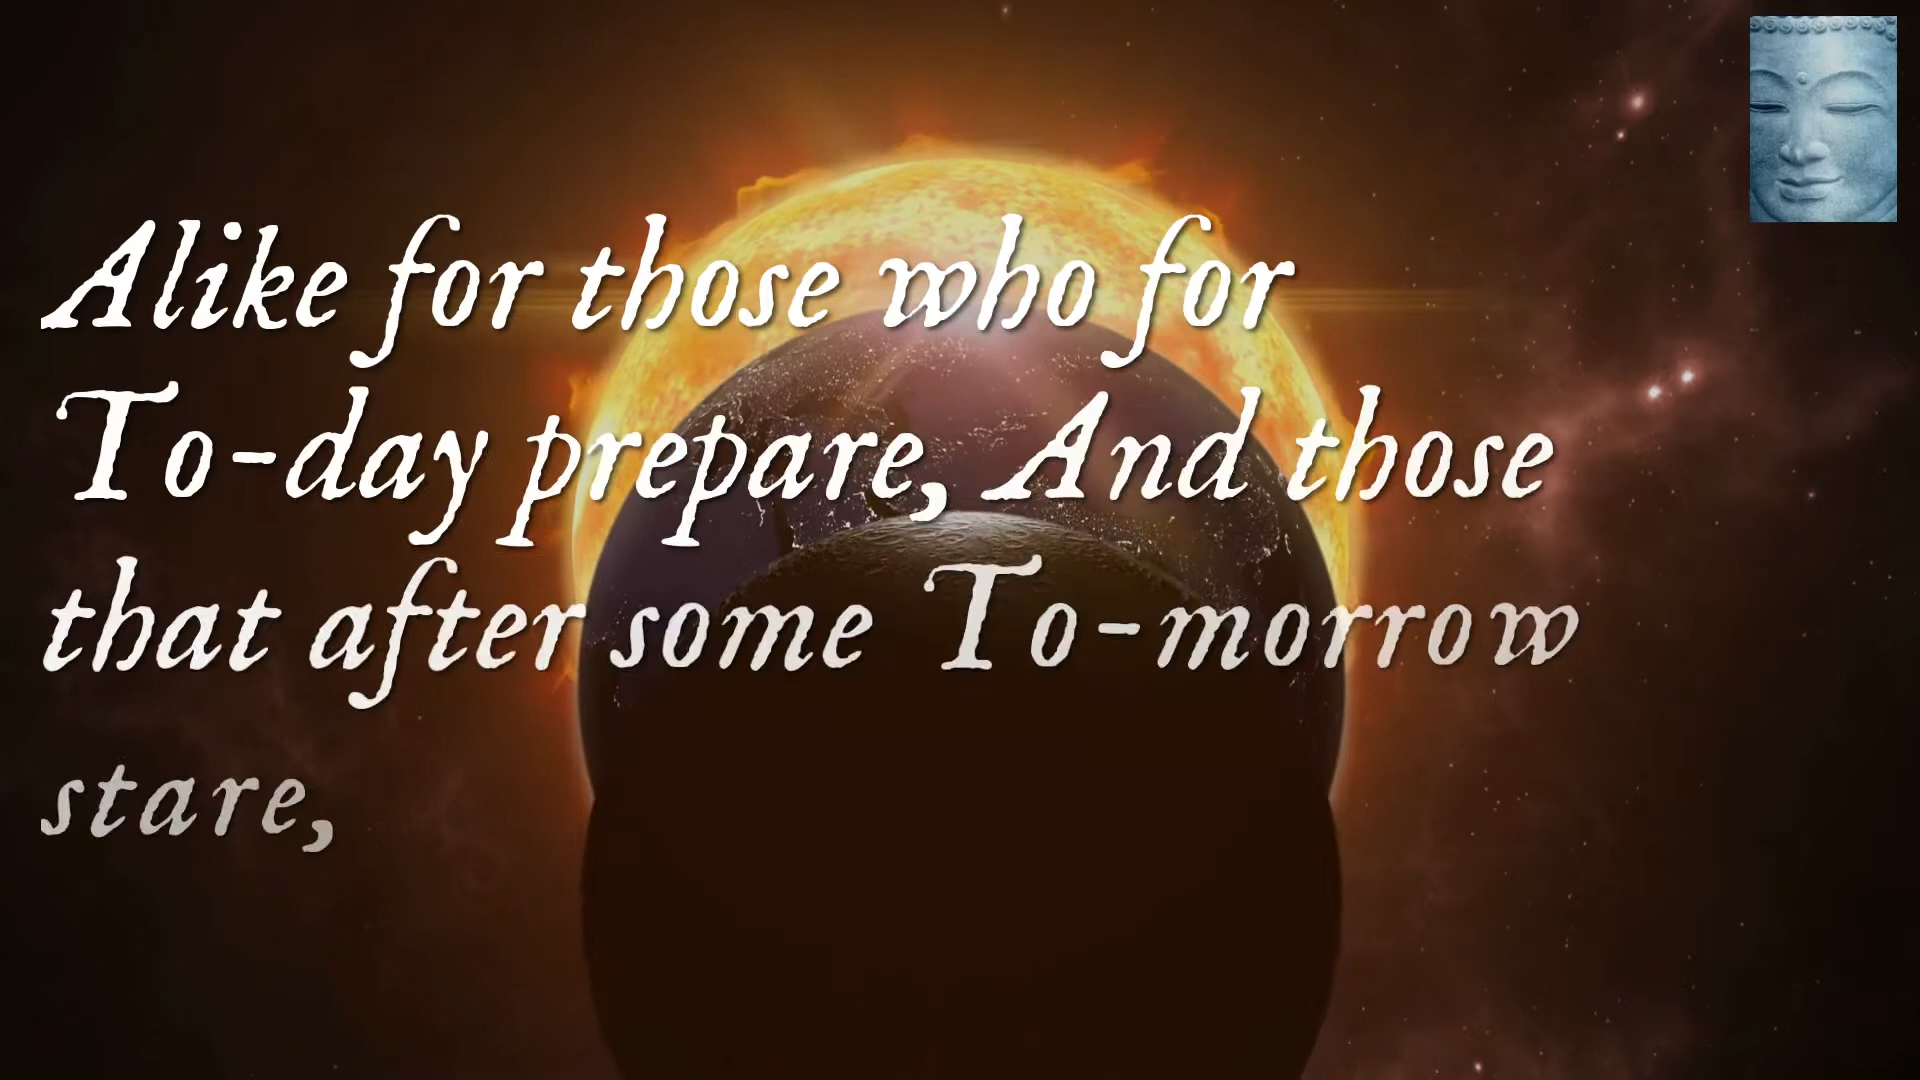 Alike for those who for
To-day prepare, And those
that after some To-morrow
stare,